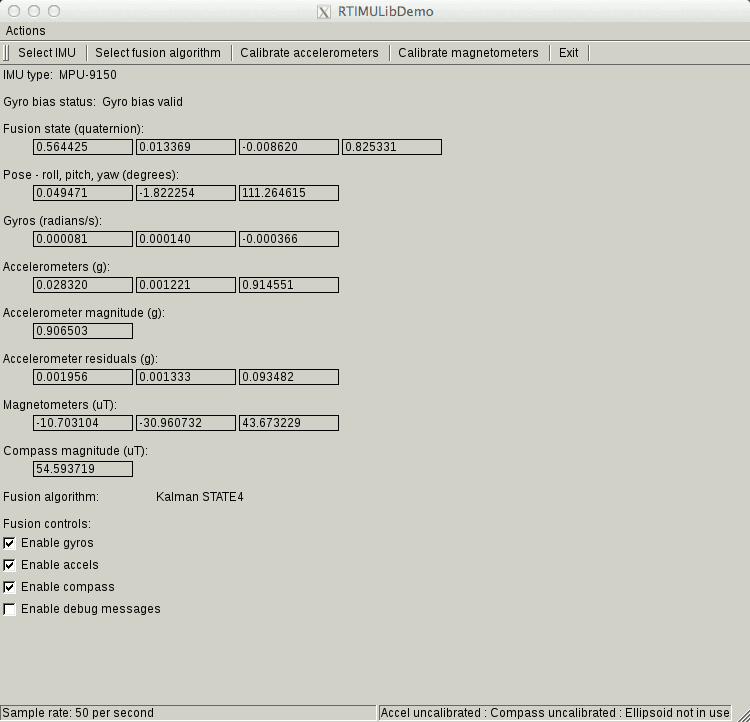 RTIMULibDemo
Actions
Select IMU Select fusion algorithm Calibrate accelerometers Calibrate magnetometers Exit
IMU type: MPU-9150
Gyro bias status: Gyro bias valid
Fusion state (quaternion):
0.564425 0.013369 -0.008620 0.825331
Pose - roll, pitch, yaw (degrees):
0.049471 -1.822254 111.264615
Gyros (radians/s):
0.000081 0.000140 -0.000366
Accelerometers (g):
0.028320 0.001221 0.914551
Accelerometer magnitude (g):
0.906503
Accelerometer residuals (g):
0.001956 0.001333 0.093482
Magnetometers (uT):
-10.703104 -30.960732 43.673229
Compass magnitude (uT):
54.593719
Fusion algorithm: Kalman STATE4
Fusion controls:
Enable gyros
Enable accels
Enable compass
Enable debug messages
Sample rate: 50 per second Accel uncalibrated : Compass uncalibrated : Ellipsoid not in use